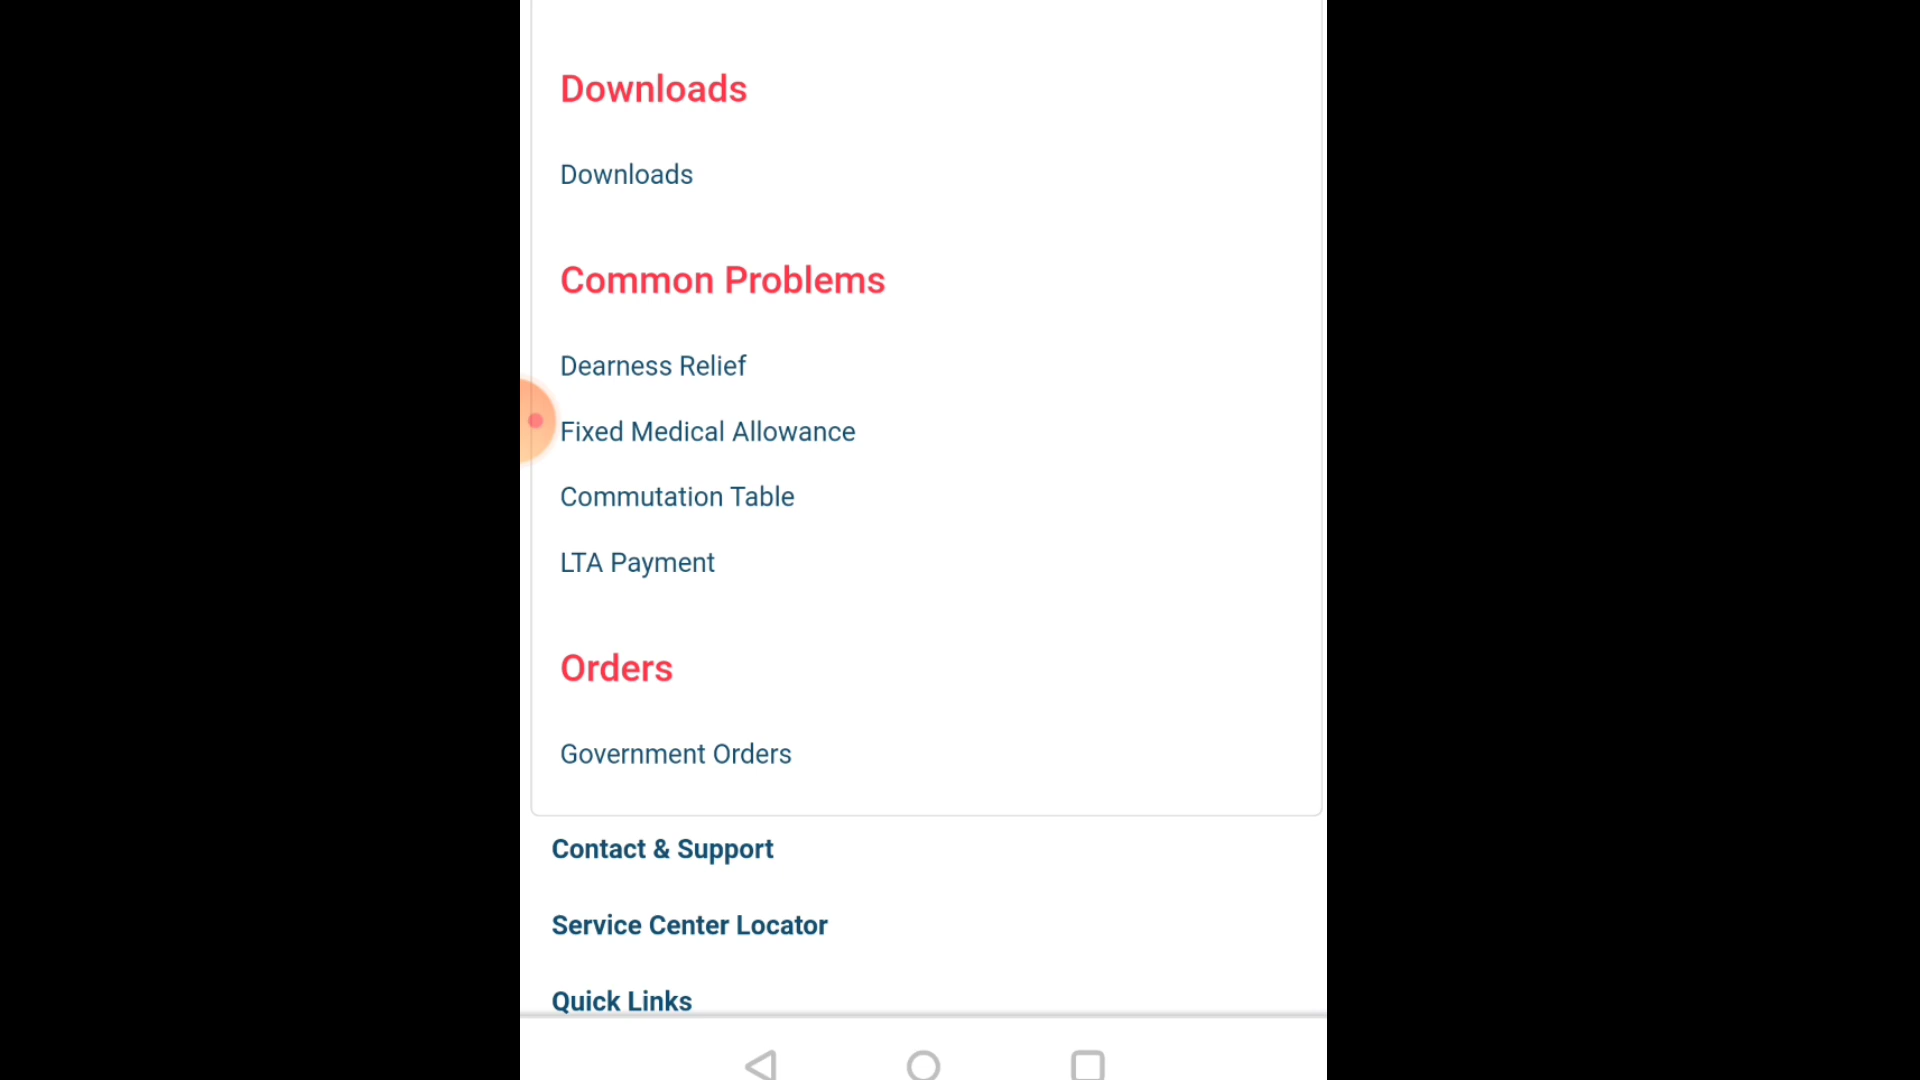 Downloads
Downloads
Common Problems
Dearness Relief
Fixed Medical Allowance
Commutation Table
LTA Payment
Orders
Government Orders
Contact & Support
Service Center Locator
Quick Links